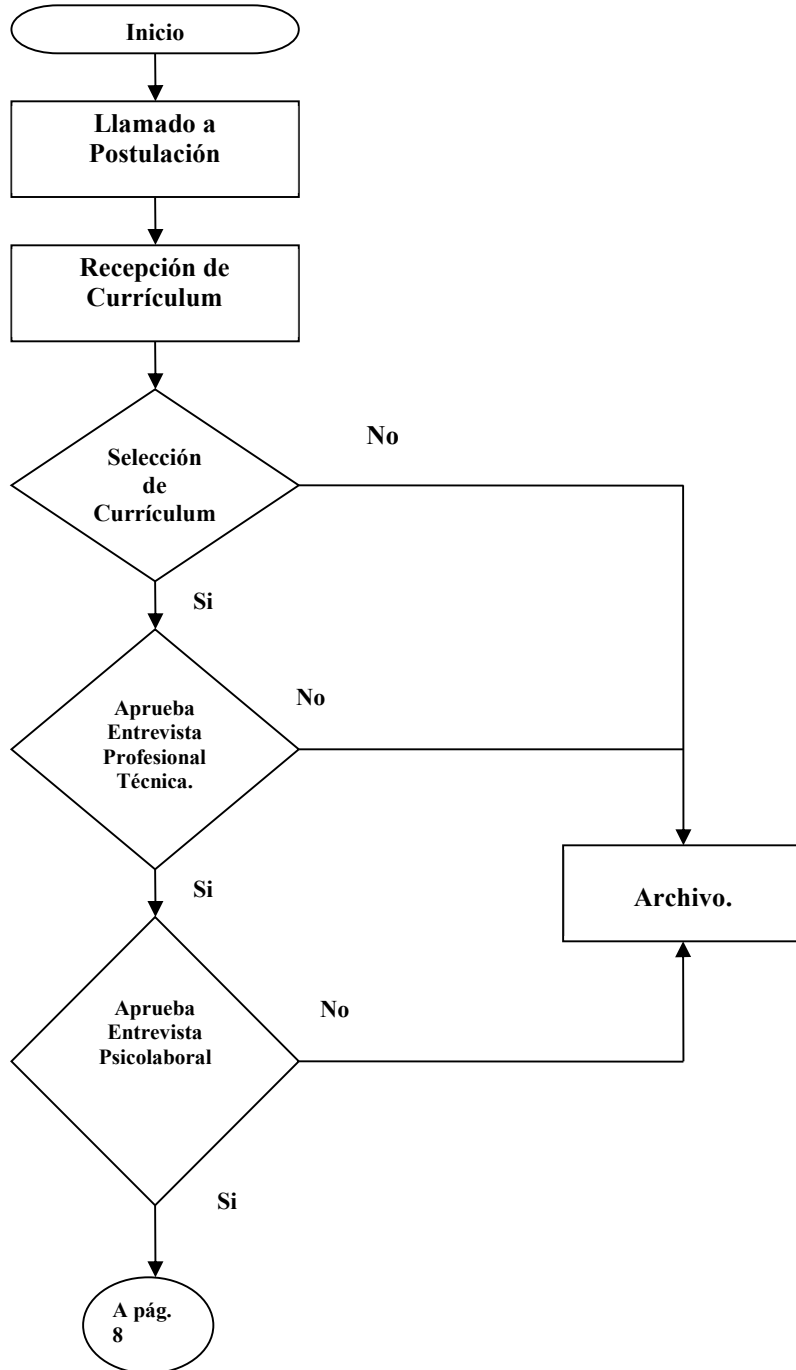 Inicio
Llamado a
Postulación
Recepción de
Currículum
No
Selección
de
Currículum
Si
No
Aprueba
Entrevista
Profesional
Técnica.
Si
Archivo.
Aprueba
Entrevista
Psicolaboral
No
Si
A pág.
8